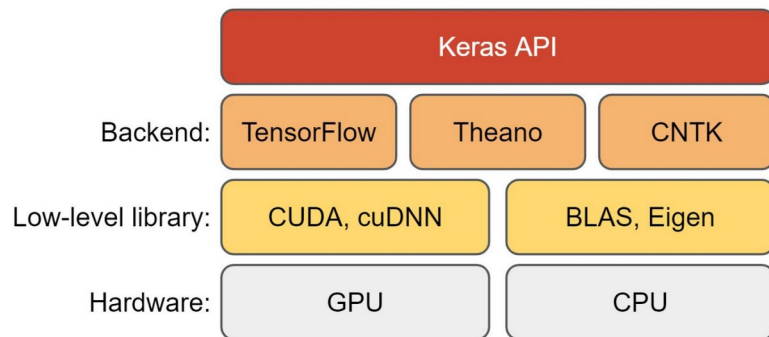 Keras API
Backend: TensorFlow Theano CNTK
Low-level library: CUDA, cuDNN BLAS, Eigen
Hardware: GPU CPU